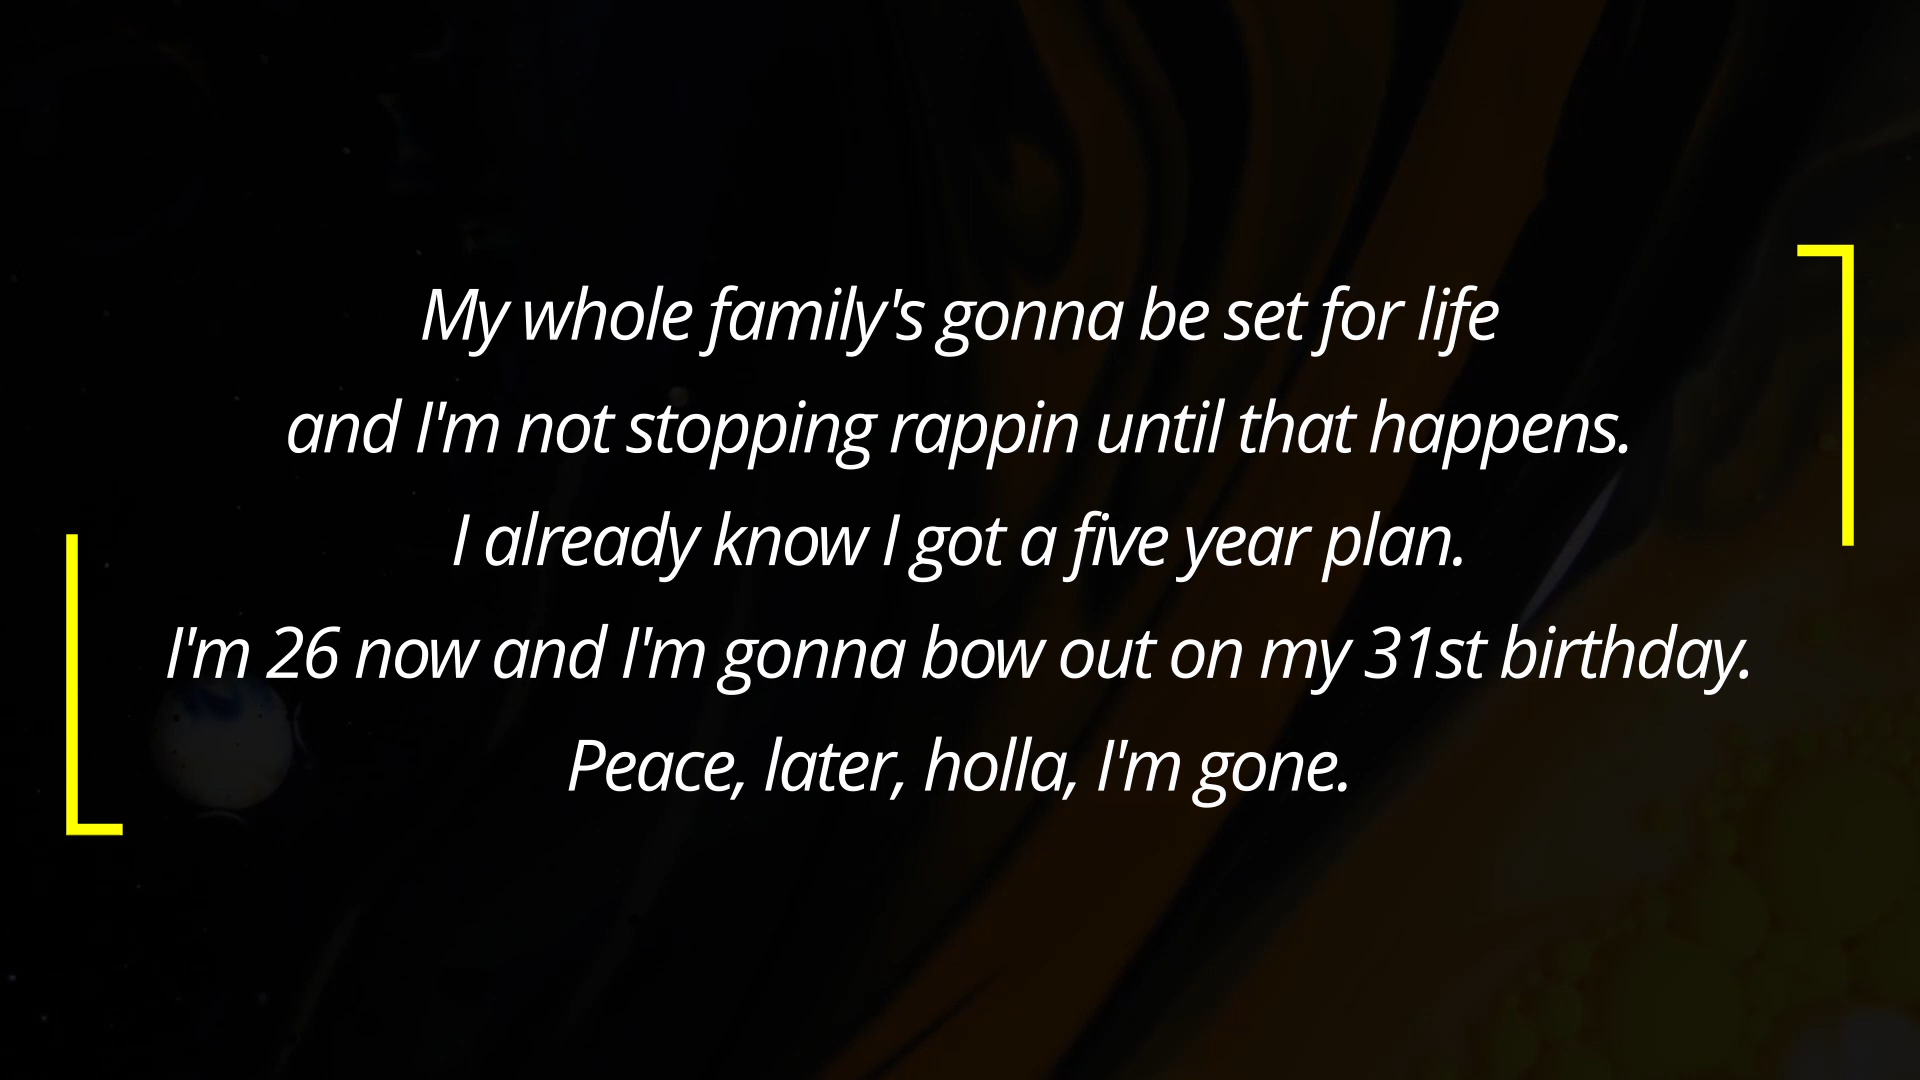 My whole family's gonna be set for life
and I'm not stopping rappin until that happens.
I already know I got a five year plan.
I'm 26 now and I'm gonna bow out on my 31st birthday.
Peace, later, holla, I'm gone.